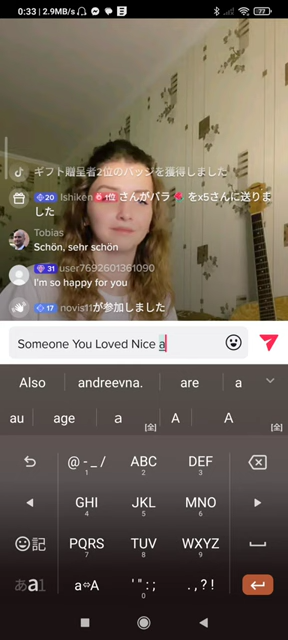 0:33 | 2.9MB/s
77
ギフト贈呈者2位のバッジを獲得しました
20 Ishiken 1位 さんがバラ をx5さんに送りま
した
Tobias
Schön, sehr schön
31 user7692601361090
I'm so happy for you
17 novis11が参加しました
Someone You Loved Nice a
Also andreevna. are a
au age a [全] A A [全]
@-_/ 1 ABC 2 DEF 3
GHI 4 JKL 5 MNO 6
記 PQRS 7 TUV 8 WXYZ 9
あa1 a⇔A '":; 0 .,?!